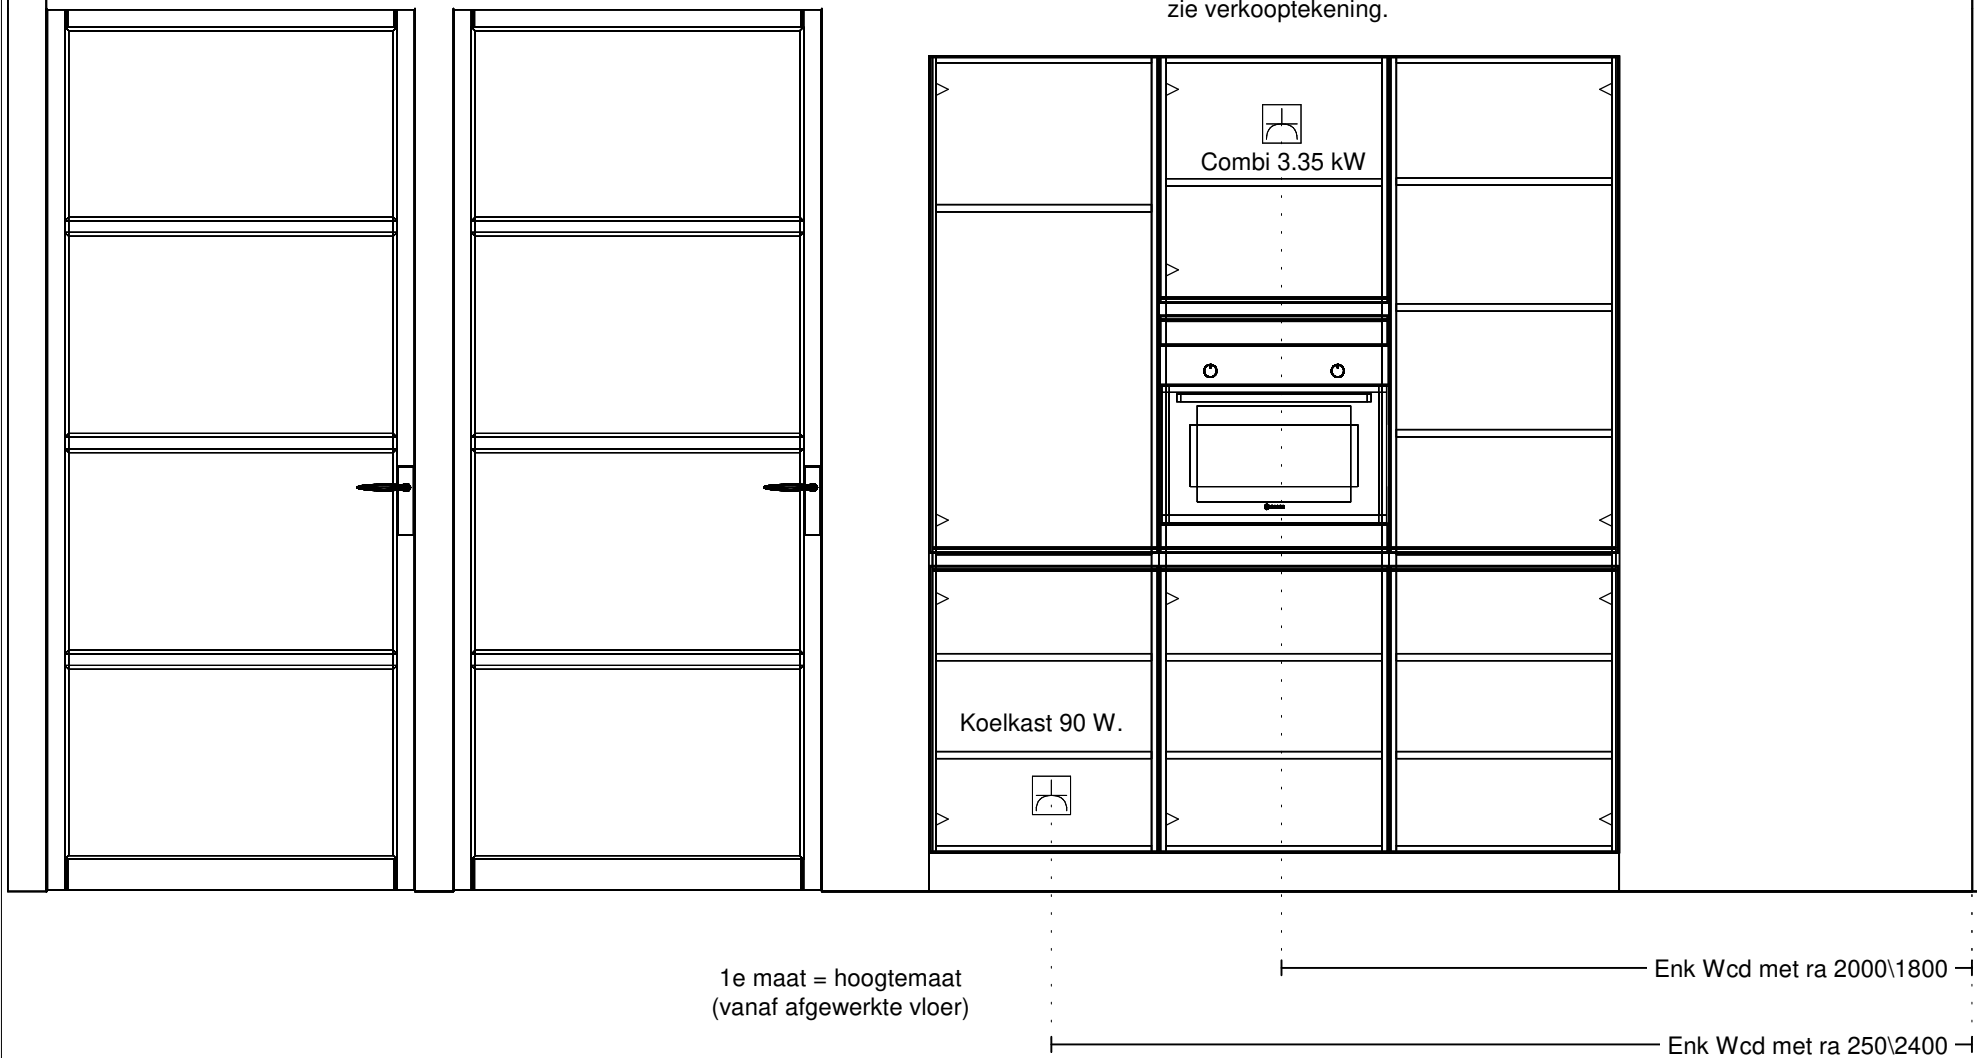 zie verkooptekening.
Combi 3.35 kW
Koelkast 90 W.
1e maat = hoogtemaat
(vanaf afgewerkte vloer)
Enk Wcd met ra 2000\1800
Enk Wcd met ra 250\2400